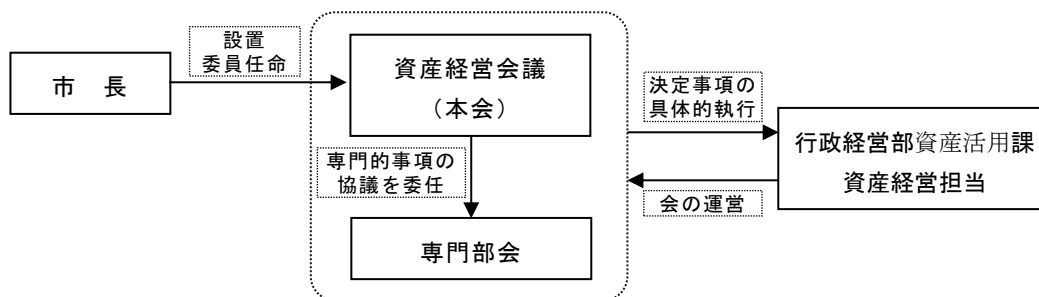 設置
委員任命
市　長
資産経営会議
（本会）
専門的事項の
協議を委任
専門部会
決定事項の
具体的執行
行政経営部資産活用課
資産経営担当
会の運営